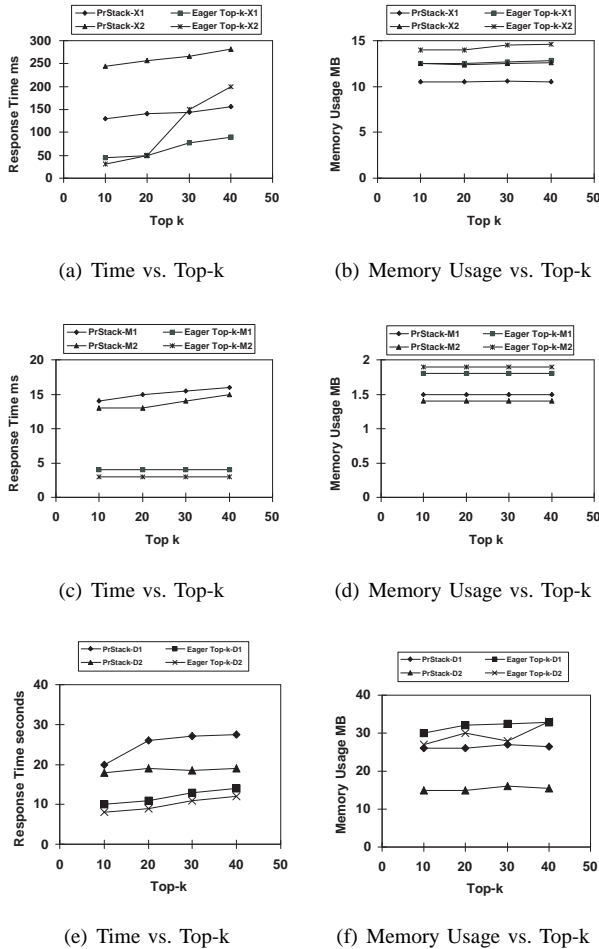 PrStack-X1 Eager Top-k-X1
PrStack-X2 Eager Top-k-X2
300
250
200
150
100
50
0
0 10 20 30 40 50
Response Time ms
Top k
(a) Time vs. Top-k
PrStack-X1 Eager Top-k-X1
PrStack-X2 Eager Top-k-X2
15
10
5
0
0 10 20 30 40 50
Memory Usage MB
Top k
(b) Memory Usage vs. Top-k
PrStack-M1 Eager Top-k-M1
PrStack-M2 Eager Top-k-M2
20
15
10
5
0
0 10 20 30 40 50
Response Time ms
Top k
(c) Time vs. Top-k
PrStack-M1 Eager Top-k-M1
PrStack-M2 Eager Top-k-M2
2
1.5
1
0.5
0
0 10 20 30 40 50
Memory Usage MB
Top k
(d) Memory Usage vs. Top-k
PrStack-D1 Eager Top-k-D1
PrStack-D2 Eager Top-k-D2
40
30
20
10
0
0 10 20 30 40 50
Response Time seconds
Top-k
(e) Time vs. Top-k
PrStack-D1 Eager Top-k-D1
PrStack-D2 Eager Top-k-D2
40
30
20
10
0
0 10 20 30 40 50
Memory Usage MB
Top-k
(f) Memory Usage vs. Top-k